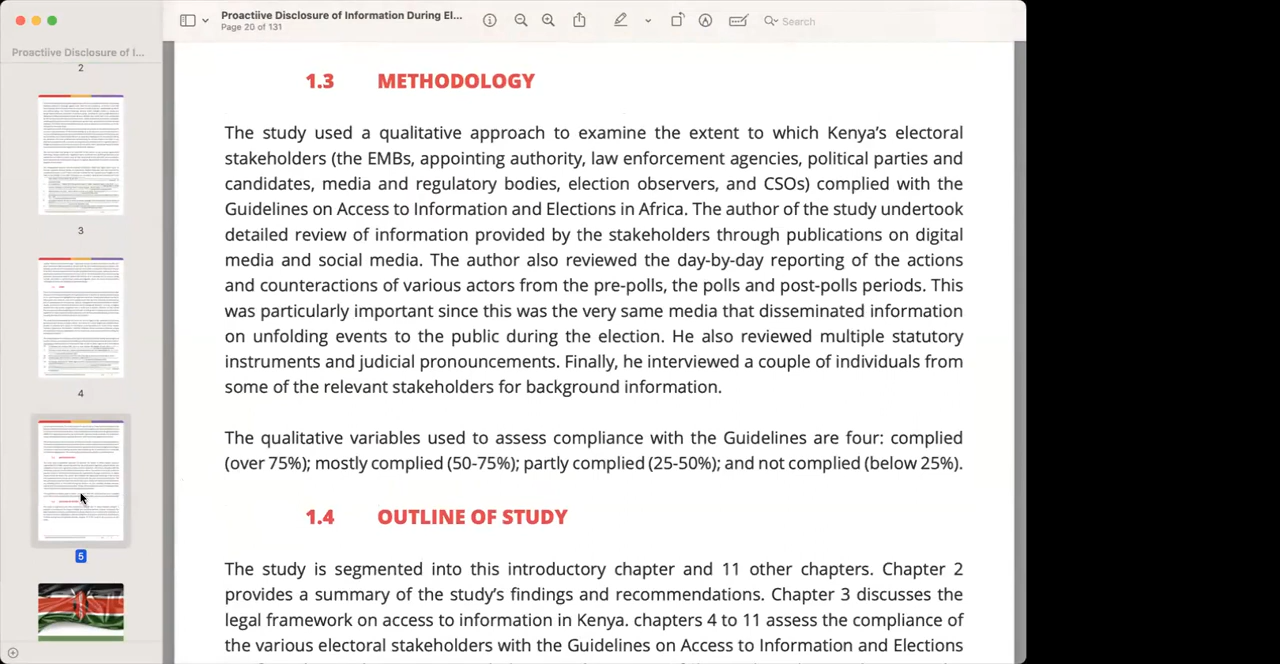 Proactiive Disclosure of Information During El...
Page 20 of 131
Search
Proactiive Disclosure of I...
2
3
4
5
1.3 METHODOLOGY
The study used a qualitative approach to examine the extent to which Kenya's electoral
stakeholders (the EMBs, appointing authority, law enforcement agencies, political parties and
candidates, media and regulatory bodies, election observers, and CSOs) complied with the
Guidelines on Access to Information and Elections in Africa. The author of the study undertook
detailed review of information provided by the stakeholders through publications on digital
media and social media. The author also reviewed the day-by-day reporting of the actions
and counteractions of various actors from the pre-polls, the polls and post-polls periods. This
was particularly important since this was the very same media that disseminated information
on unfolding events to the public during the election. He also reviewed multiple statutory
instruments and judicial pronouncements. Finally, he interviewed a couple of individuals from
some of the relevant stakeholders for background information.
The qualitative variables used to assess compliance with the Guidelines are four: complied
(over 75%); mostly complied (50- partly complied (25-50%); and not complied (below 25%).
1.4 OUTLINE OF STUDY
The study is segmented into this introductory chapter and 11 other chapters. Chapter 2
provides a summary of the study's findings and recommendations. Chapter 3 discusses the
legal framework on access to information in Kenya. chapters 4 to 11 assess the compliance of
the various electoral stakeholders with the Guidelines on Access to Information and Elections